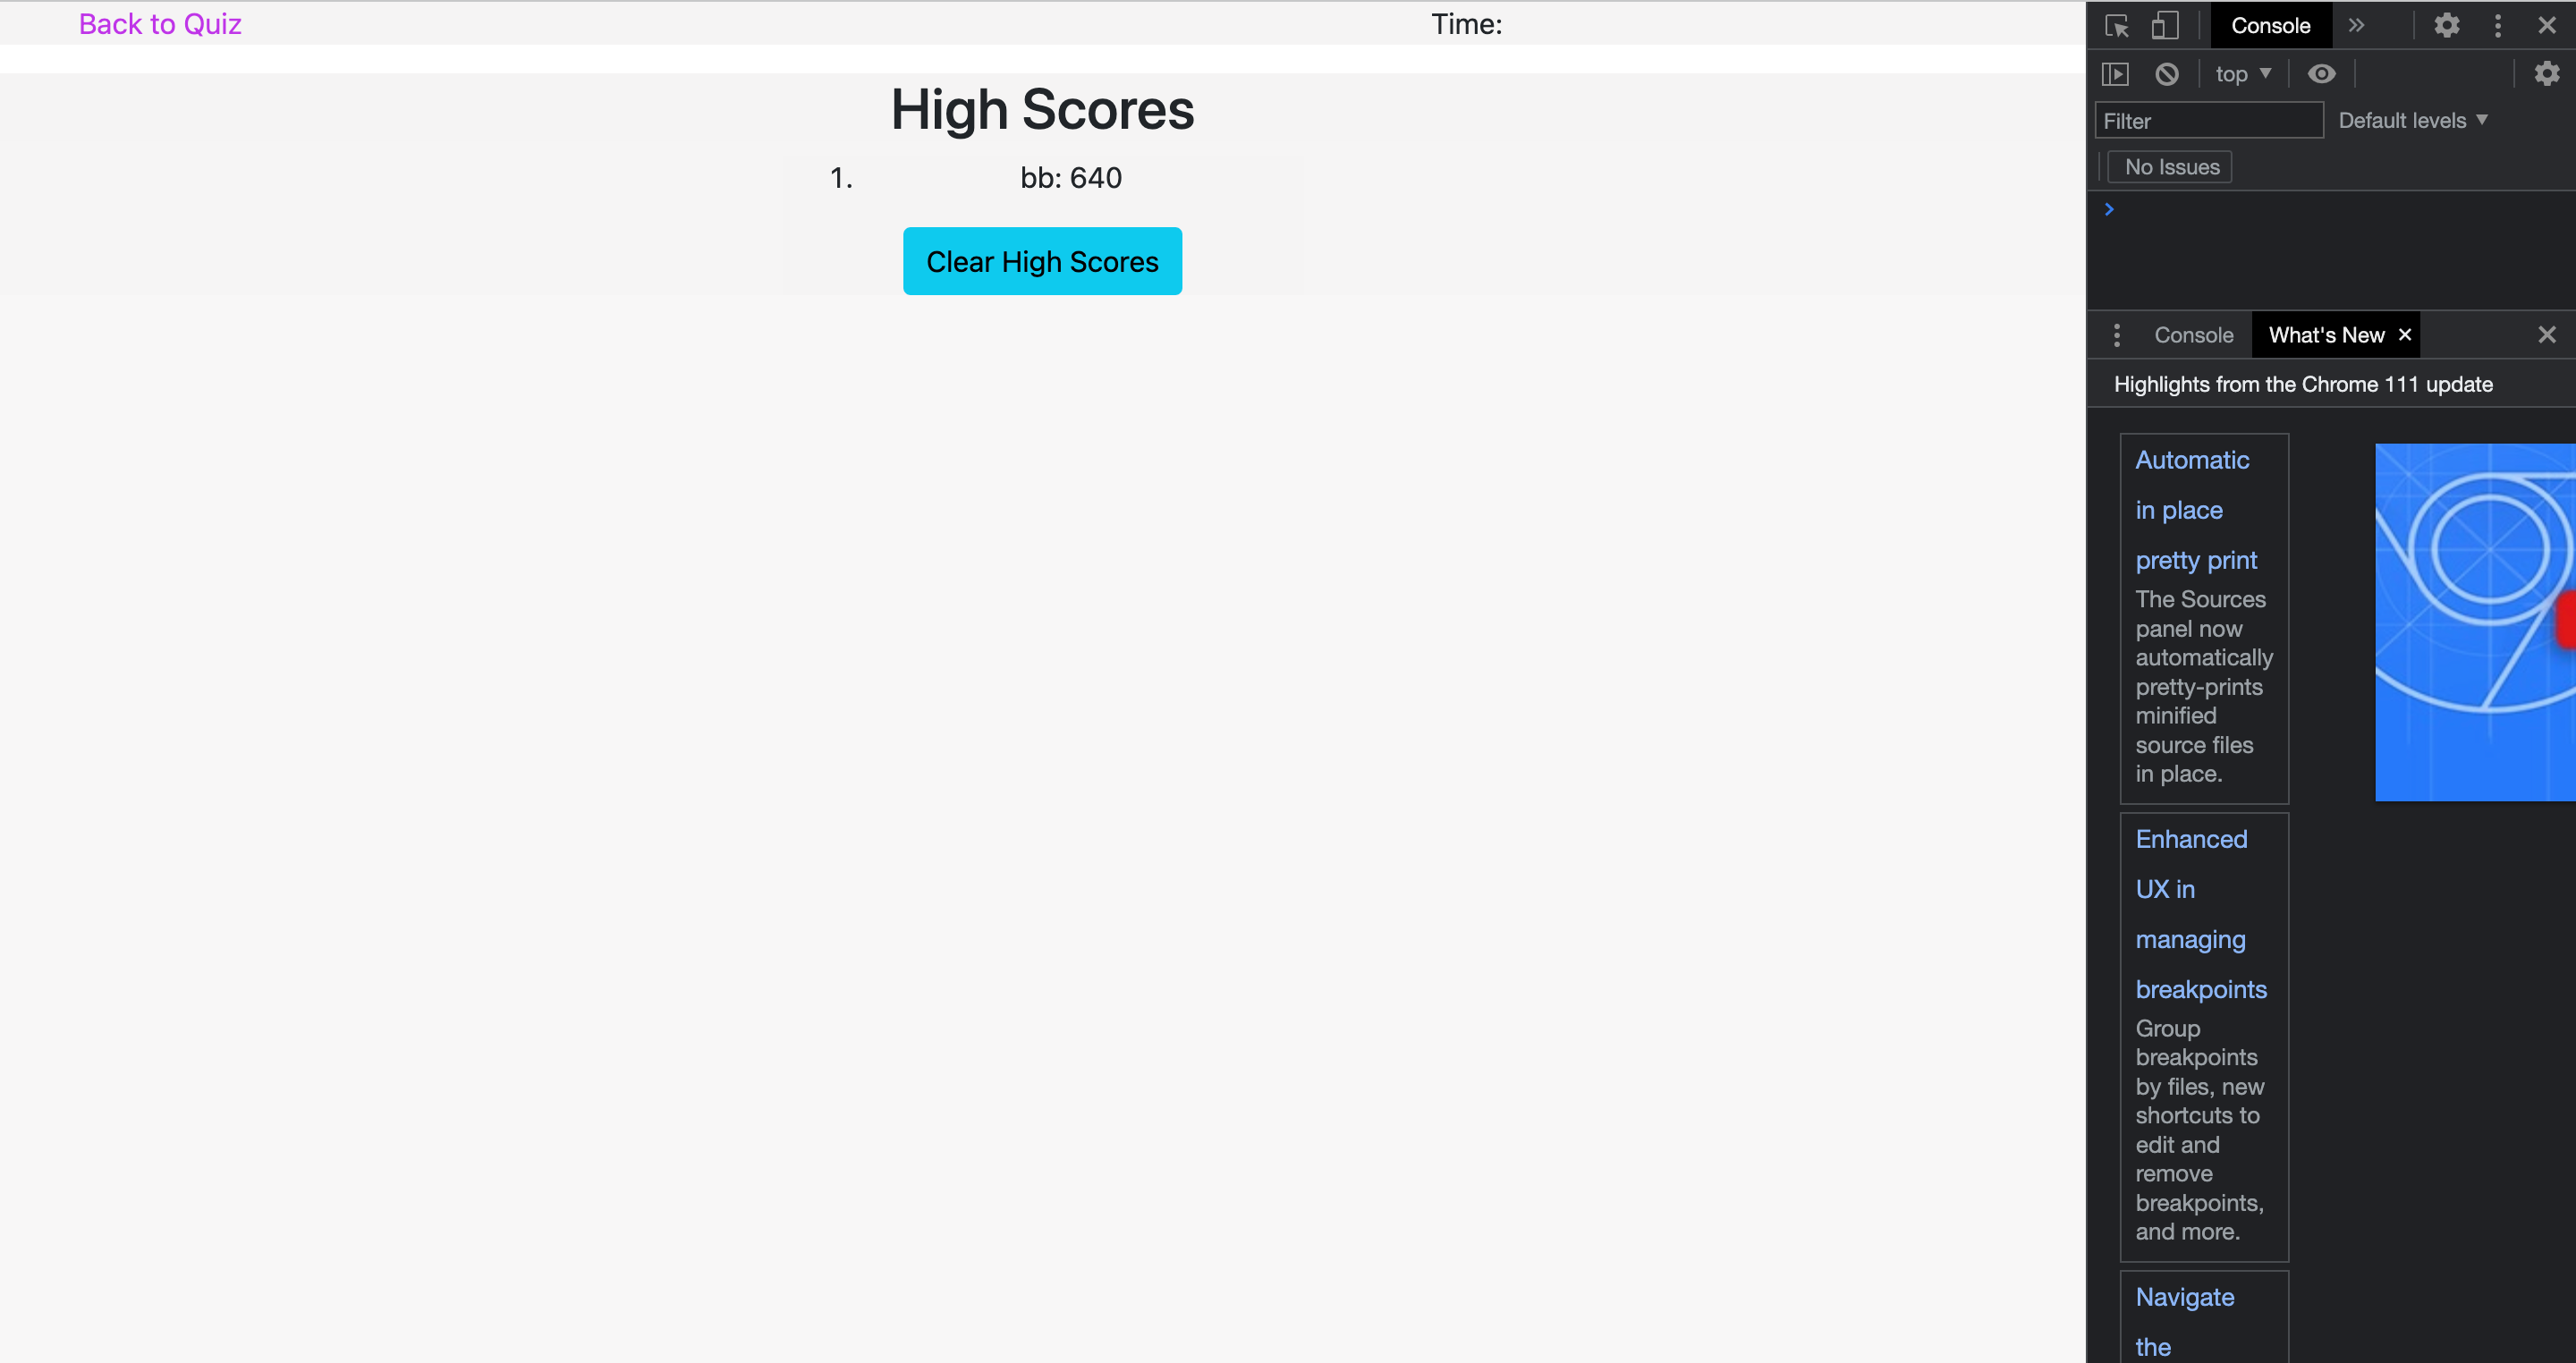 Back to Quiz
Time:
High Scores
1. bb: 640
Clear High Scores
Console
top
Filter
Default levels
No Issues
Console
What's New
Highlights from the Chrome 111 update
Automatic
in place
pretty print
The Sources
panel now
automatically
pretty-prints
minified
source files
in place.
Enhanced
UX in
managing
breakpoints
Group
breakpoints
by files, new
shortcuts to
edit and
remove
breakpoints,
and more.
Navigate
the